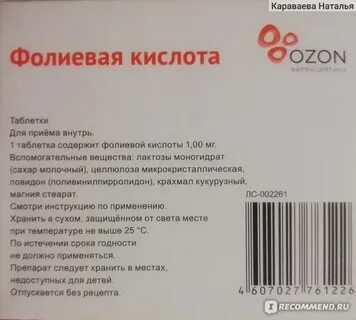 Караваева Наталья
Фолиевая кислота
OZON
ФАРМАЦЕВТИКА
Таблетки
Для приёма внутрь.
1 таблетка содержит фолиевой кислоты 1,00 мг.
Вспомогательные вещества: лактозы моногидрат
(сахар молочный), целлюлоза микрокристаллическая,
повидон (поливинилпирролидон), крахмал кукурузный,
магния стеарат.
Смотри инструкцию по применению.
Хранить в сухом, защищённом от света месте
при температуре не выше 25 °С.
По истечении срока годности
не должно применяться.
Препарат следует хранить в местах,
недоступных для детей.
Отпускается без рецепта.
ЛС-002261
4 607027 761226
IRECOMMEND.RU